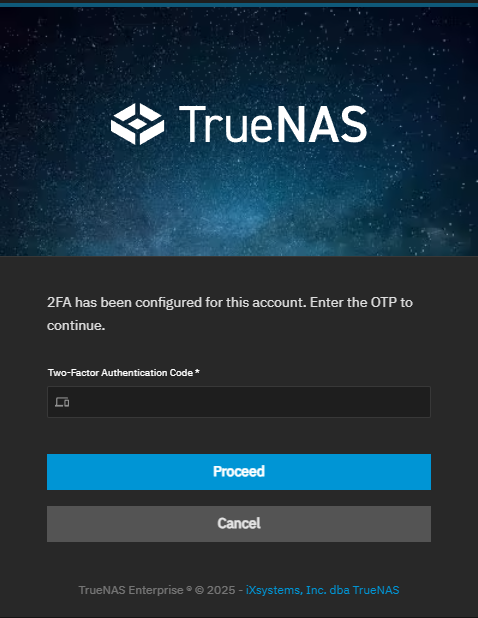 TrueNAS
2FA has been configured for this account. Enter the OTP to
continue.
Two-Factor Authentication Code *
Proceed
Cancel
TrueNAS Enterprise ® © 2025 - iXsystems, Inc. dba TrueNAS